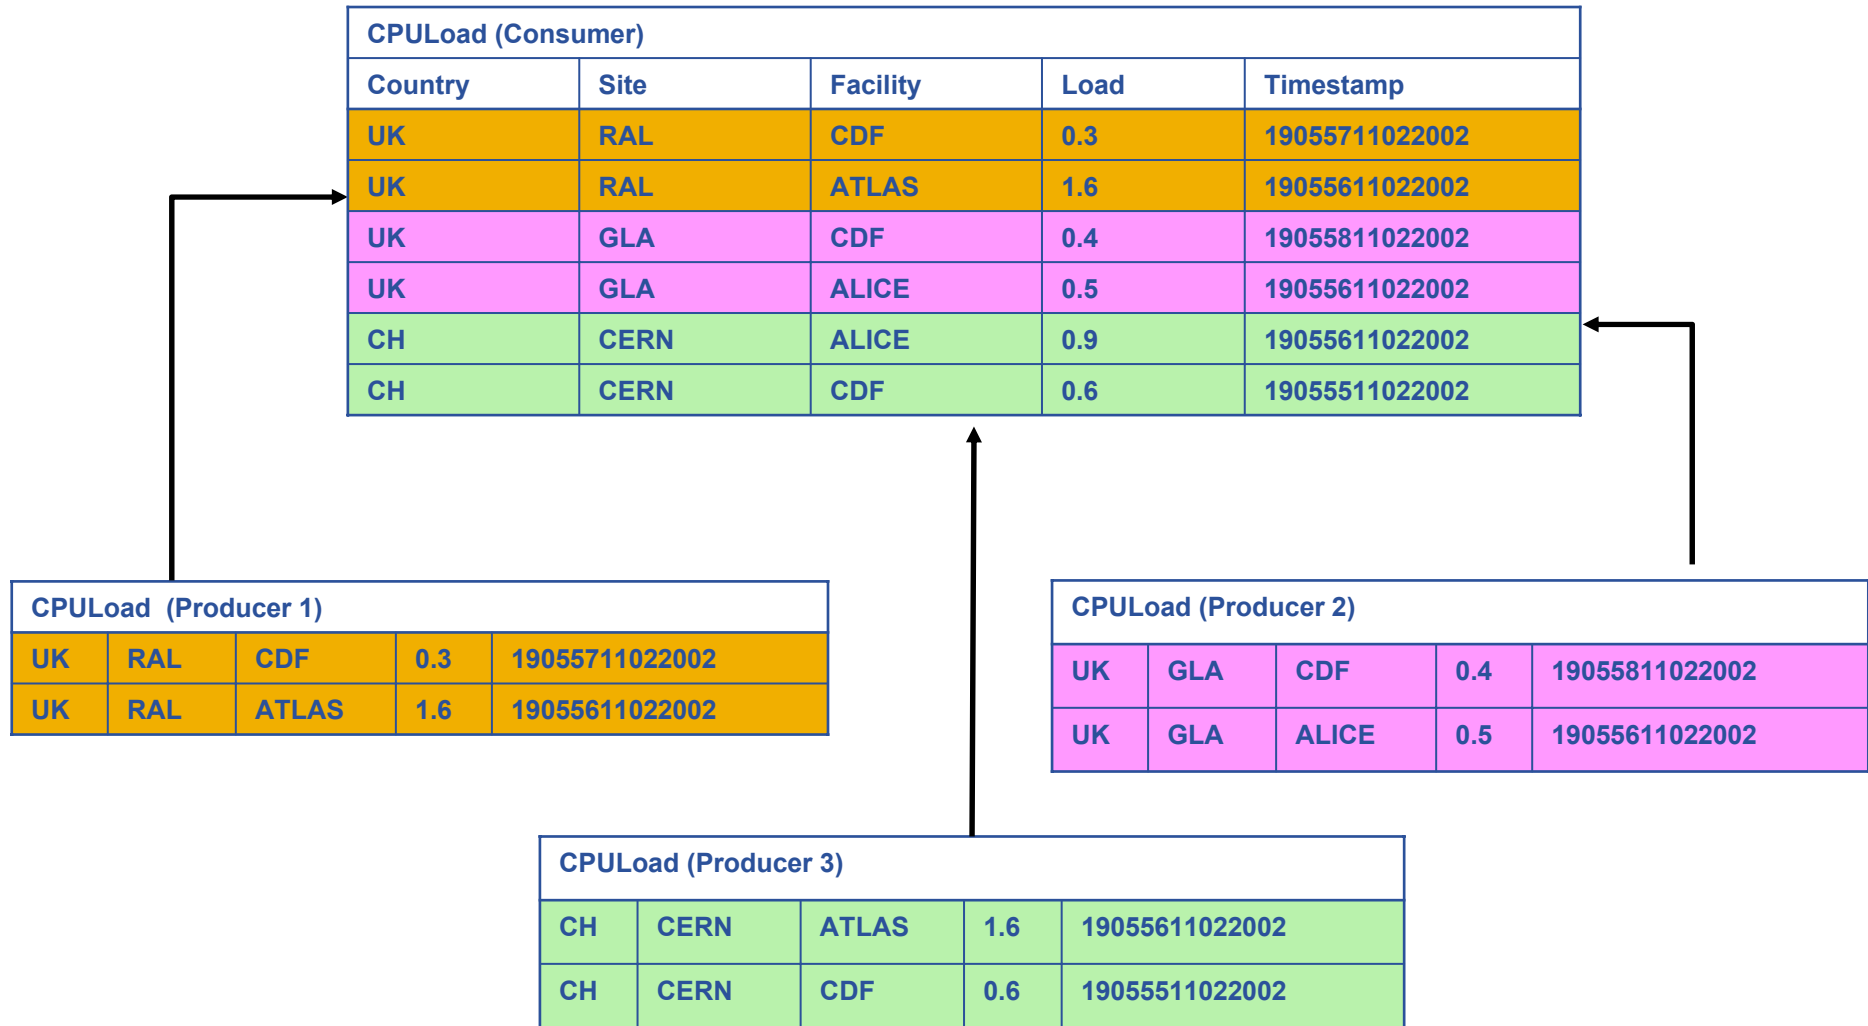 CPULoad (Consumer)
Country Site Facility Load Timestamp
UK RAL CDF 0.3 19055711022002
UK RAL ATLAS 1.6 19055611022002
UK GLA CDF 0.4 19055811022002
UK GLA ALICE 0.5 19055611022002
CH CERN ALICE 0.9 19055611022002
CH CERN CDF 0.6 19055511022002
CPULoad (Producer 1)
UK RAL CDF 0.3 19055711022002
UK RAL ATLAS 1.6 19055611022002
CPULoad (Producer 2)
UK GLA CDF 0.4 19055811022002
UK GLA ALICE 0.5 19055611022002
CPULoad (Producer 3)
CH CERN ATLAS 1.6 19055611022002
CH CERN CDF 0.6 19055511022002